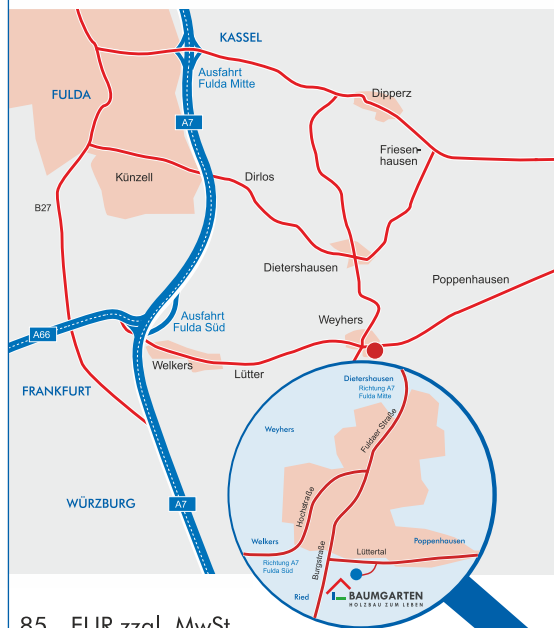 KASSEL
Ausfahrt
Fulda Mitte
FULDA
Dipperz
A7
Friesen-
hausen
Künzell
Dirlos
B27
Dietershausen
Poppenhausen
Ausfahrt
Fulda Süd
Weyhers
A66
Welkers
Lütter
FRANKFURT
Dietershausen
Richtung A7
Fulda Mitte
Fuldaer Straße
Weyhers
WÜRZBURG
A7
Hochstraße
Welkers
Poppenhausen
Lüttertal
Richtung A7
Fulda Süd
Burgstraße
Ried
BAUMGARTEN
HOLZBAU ZUM LEBEN